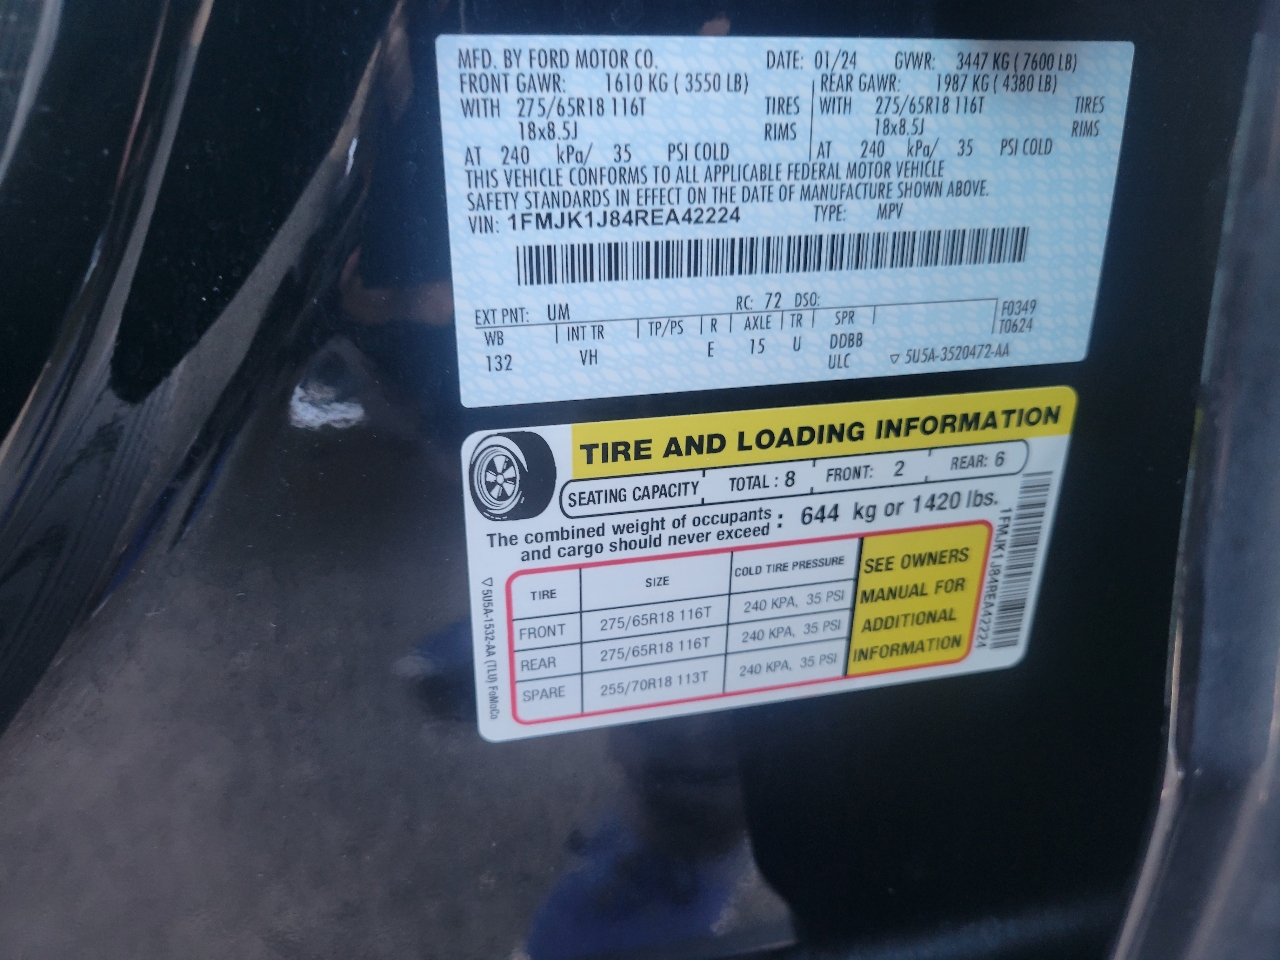 MFD. BY FORD MOTOR CO. DATE: 01/24 GVWR: 3447 KG ( 7600 LB)
FRONT GAWR: 1610 KG ( 3550 LB) REAR GAWR: 1987 KG ( 4380 LB)
WITH 275/65R18 116T TIRES WITH 275/65R18 116T TIRES
18x8.5J RIMS 18x8.5J RIMS
AT 240 kPa/ 35 PSI COLD AT 240 kPa/ 35 PSI COLD
THIS VEHICLE CONFORMS TO ALL APPLICABLE FEDERAL MOTOR VEHICLE
SAFETY STANDARDS IN EFFECT ON THE DATE OF MANUFACTURE SHOWN ABOVE.
VIN: 1FMJK1J84REA42224 TYPE: MPV
EXT PNT: UM RC: 72 DSO: F0349
WB INT TR TP/PS R AXLE TR SPR T0624
132 VH E 15 U DDBB
ULC 5U5A-3520472-AA
TIRE AND LOADING INFORMATION
SEATING CAPACITY TOTAL : 8 FRONT: 2 REAR: 6
The combined weight of occupants
and cargo should never exceed : 644 kg or 1420 lbs.
TIRE SIZE COLD TIRE PRESSURE
FRONT 275/65R18 116T 240 KPA, 35 PSI
REAR 275/65R18 116T 240 KPA, 35 PSI
SPARE 255/70R18 113T 240 KPA, 35 PSI
SEE OWNERS
MANUAL FOR
ADDITIONAL
INFORMATION
1FMJK1J84REA42224
5U5A-1532-AA (TLU) FoMoCo